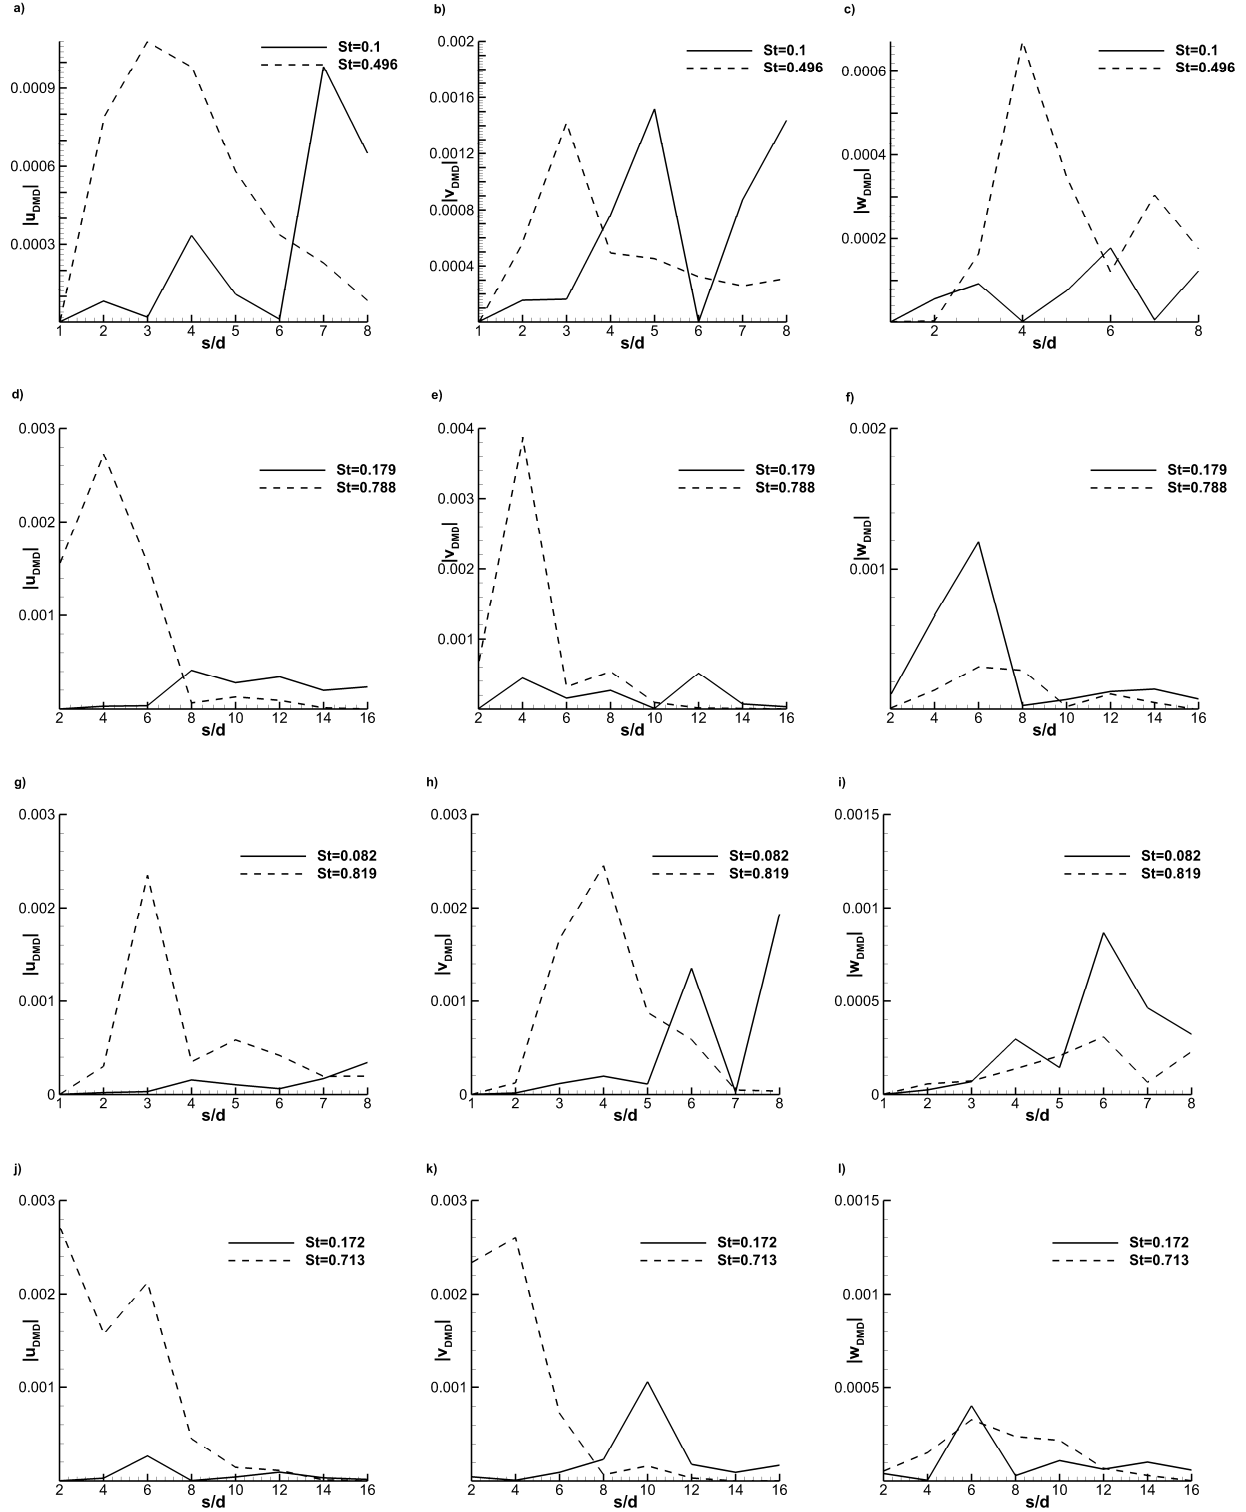 a)
St=0.1
St=0.496
0.0009
0.0006
0.0003
|uDMD|
1 2 3 4 5 6 7 8
s/d
b)
St=0.1
St=0.496
0.002
0.0016
0.0012
0.0008
0.0004
|vDMD|
1 2 3 4 5 6 7 8
s/d
c)
St=0.1
St=0.496
0.0006
0.0004
0.0002
|wDMD|
2 4 6 8
s/d
d)
St=0.179
St=0.788
0.003
0.002
0.001
|uDMD|
2 4 6 8 10 12 14 16
s/d
e)
St=0.179
St=0.788
0.004
0.003
0.002
0.001
|vDMD|
2 4 6 8 10 12 14 16
s/d
f)
St=0.179
St=0.788
0.002
0.001
|wDMD|
2 4 6 8 10 12 14 16
s/d
g)
St=0.082
St=0.819
0.003
0.002
0.001
0
|uDMD|
1 2 3 4 5 6 7 8
s/d
h)
St=0.082
St=0.819
0.003
0.002
0.001
0
|vDMD|
1 2 3 4 5 6 7 8
s/d
i)
St=0.082
St=0.819
0.0015
0.001
0.0005
0
|wDMD|
1 2 3 4 5 6 7 8
s/d
j)
St=0.172
St=0.713
0.003
0.002
0.001
|uDMD|
2 4 6 8 10 12 14 16
s/d
k)
St=0.172
St=0.713
0.003
0.002
0.001
|vDMD|
2 4 6 8 10 12 14 16
s/d
l)
St=0.172
St=0.713
0.0015
0.001
0.0005
|wDMD|
2 4 6 8 10 12 14 16
s/d